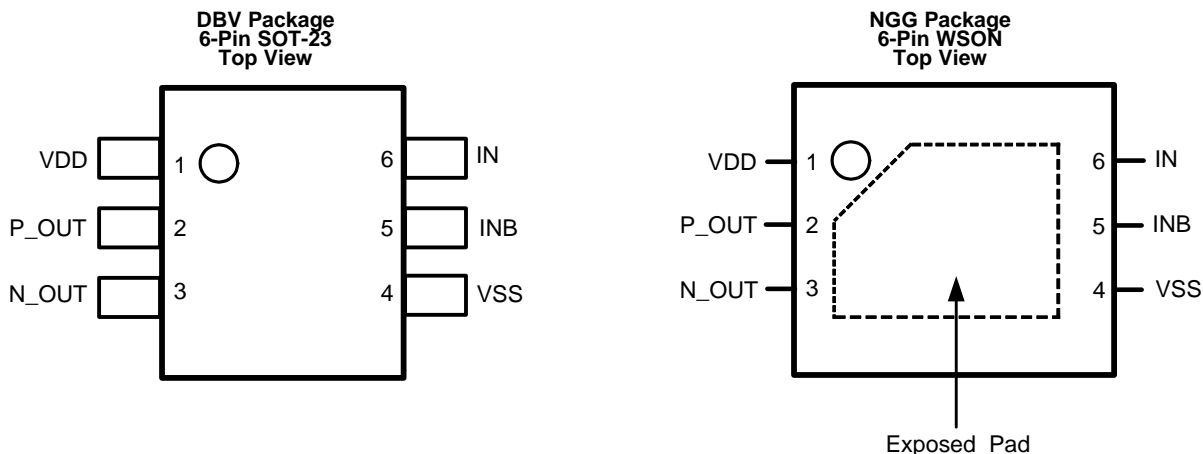 DBV Package
6-Pin SOT-23
Top View
VDD
1
6
IN
P_OUT
2
5
INB
N_OUT
3
4
VSS
NGG Package
6-Pin WSON
Top View
VDD
1
6
IN
P_OUT
2
5
INB
N_OUT
3
4
VSS
Exposed Pad